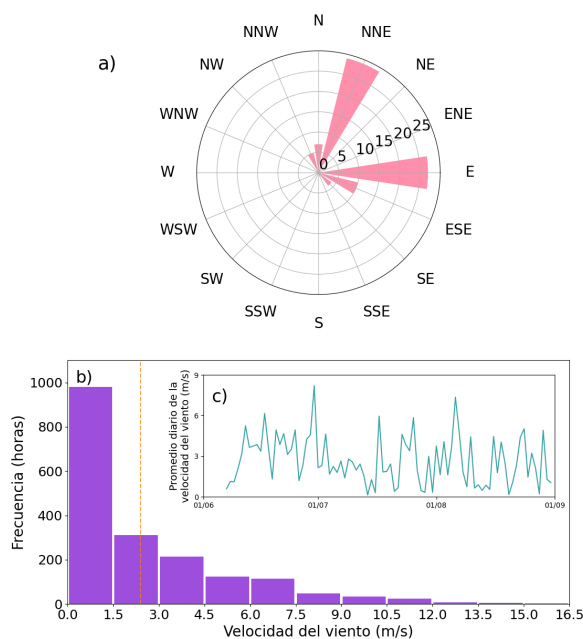 a)
N
NNW
NNE
NW
NE
WNW
ENE
0 5 10 15 20 25
W
E
WSW
ESE
SW
SE
SSW
SSE
S
b)
Frecuencia (horas)
1000
800
600
400
200
0
0.0 1.5 3.0 4.5 6.0 7.5 9.0 10.5 12.0 13.5 15.0 16.5
Velocidad del viento (m/s)
c)
Promedio diario de la
velocidad del viento (m/s)
9
6
3
0
01/06 01/07 01/08 01/09